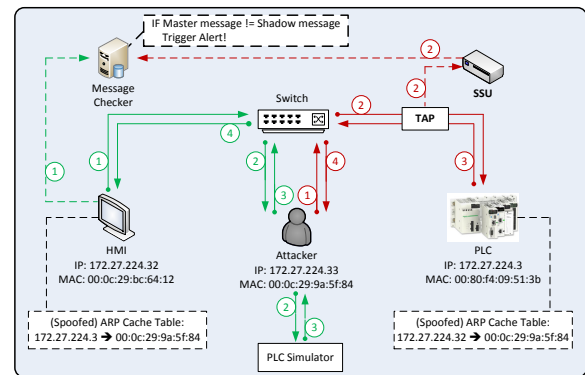 IF Master message != Shadow message
Trigger Alert!
Message
Checker
2
SSU
2
Switch
2
TAP
1
4
1
2
3
1
4
3
HMI
IP: 172.27.224.32
MAC: 00:0c:29:bc:64:12
Attacker
IP: 172.27.224.33
MAC: 00:0c:29:9a:5f:84
PLC
IP: 172.27.224.3
MAC: 00:80:f4:09:51:3b
2
3
PLC Simulator
(Spoofed) ARP Cache Table:
172.27.224.3 → 00:0c:29:9a:5f:84
(Spoofed) ARP Cache Table:
172.27.224.32 → 00:0c:29:9a:5f:84